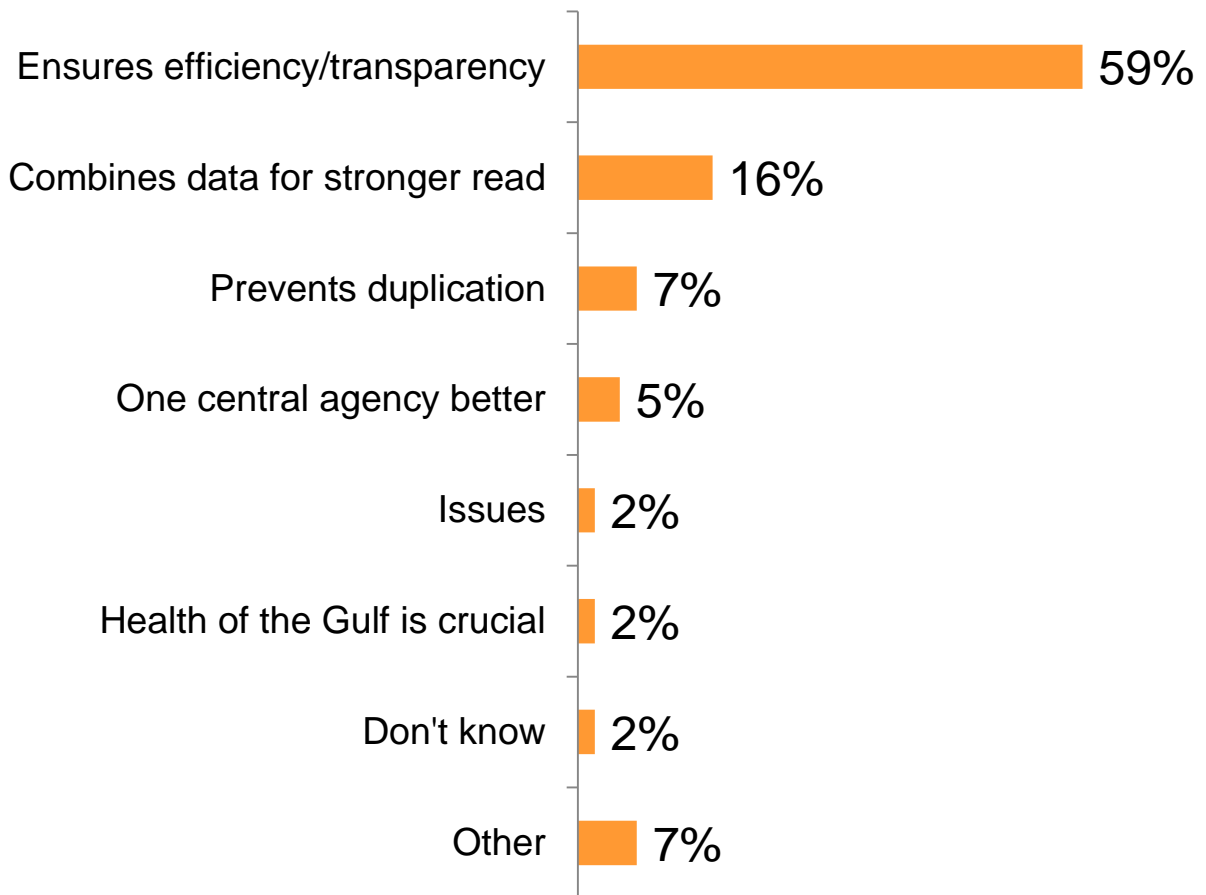 Ensures efficiency/transparency 59%
Combines data for stronger read 16%
Prevents duplication 7%
One central agency better 5%
Issues 2%
Health of the Gulf is crucial 2%
Don't know 2%
Other 7%